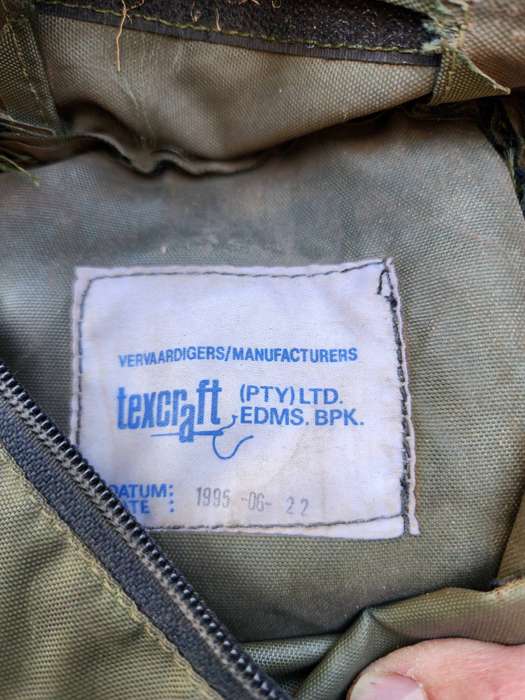 VERVAARDIGERS/MANUFACTURERS
texcraft (PTY) LTD.
EDMS. BPK.
DATUM: 1995 -06- 22
DATE :